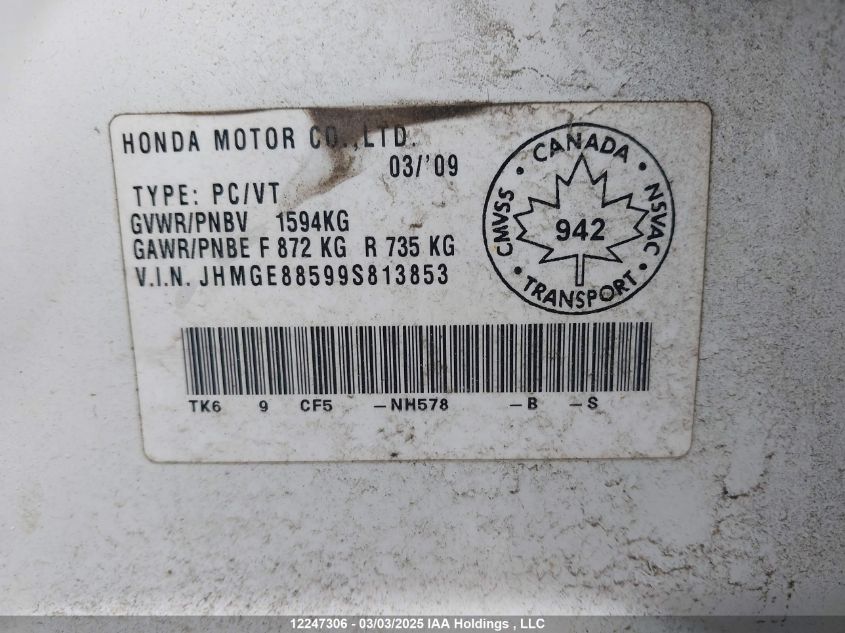 HONDA MOTOR CO.,LTD.
03/'09
TYPE: PC/VT
GVWR/PNBV 1594KG
GAWR/PNBE F 872 KG R 735 KG
V.I.N. JHMGE88599S813853
CANADA
CMVSS
NSVAC
942
TRANSPORT
TK6 9 CF5 -NH578 -B -S
12247306 - 03/03/2025 IAA Holdings , LLC